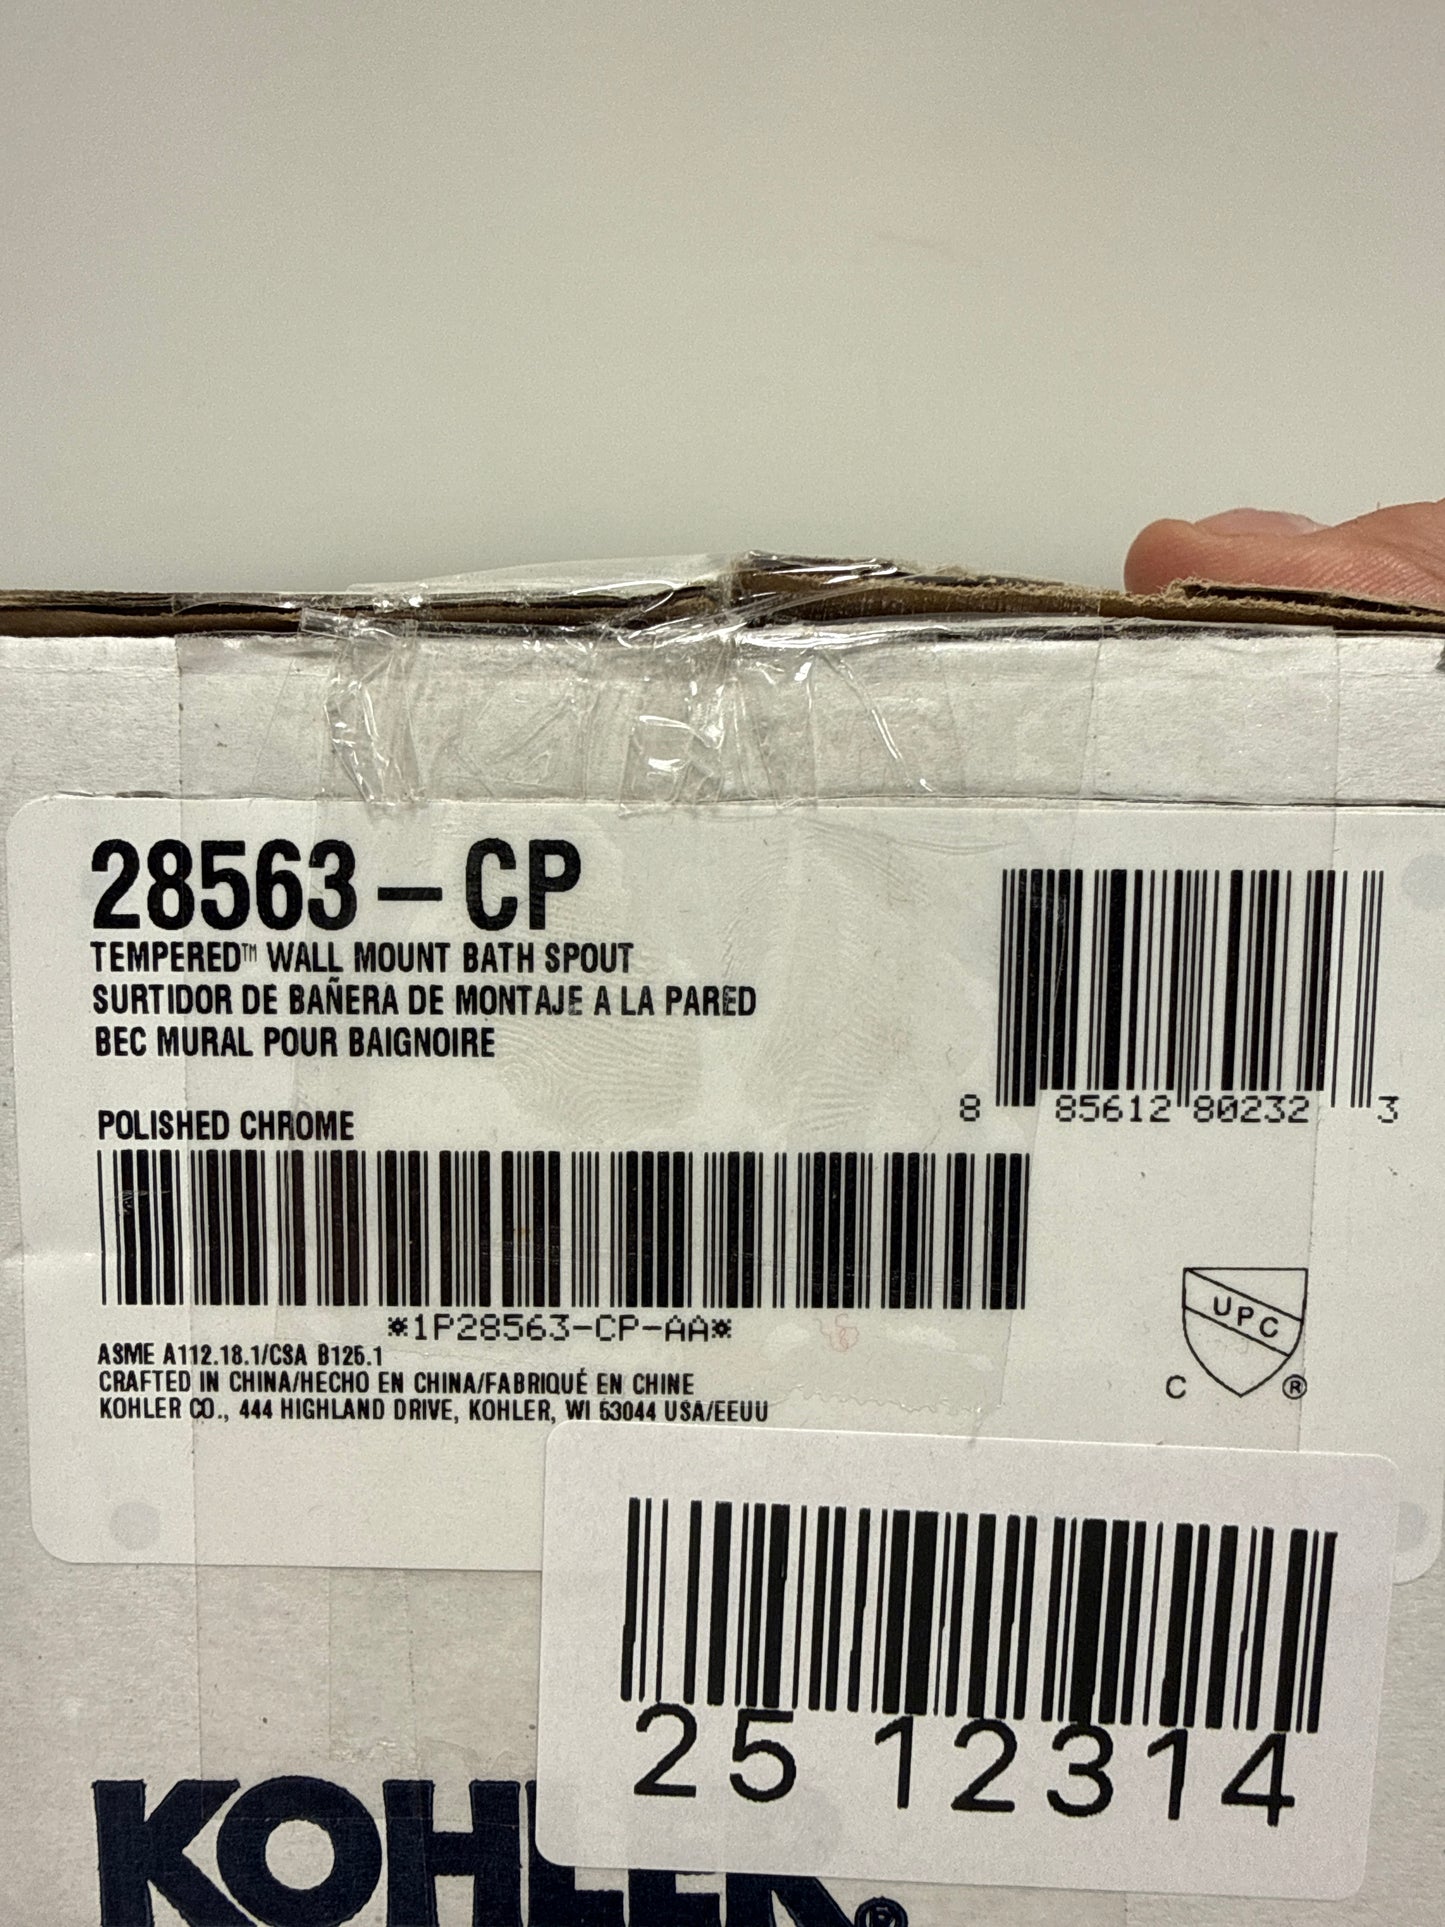 28563-CP
TEMPERED™ WALL MOUNT BATH SPOUT
SURTIDOR DE BAÑERA DE MONTAJE A LA PARED
BEC MURAL POUR BAIGNOIRE
8 85612 80232 3
POLISHED CHROME
*1P28563-CP-AA*
ASME A112.18.1/CSA B125.1
CRAFTED IN CHINA/HECHO EN CHINA/FABRIQUÉ EN CHINE
KOHLER CO., 444 HIGHLAND DRIVE, KOHLER, WI 53044 USA/EEUU
UPC
C ®
2512314
KOHLER®